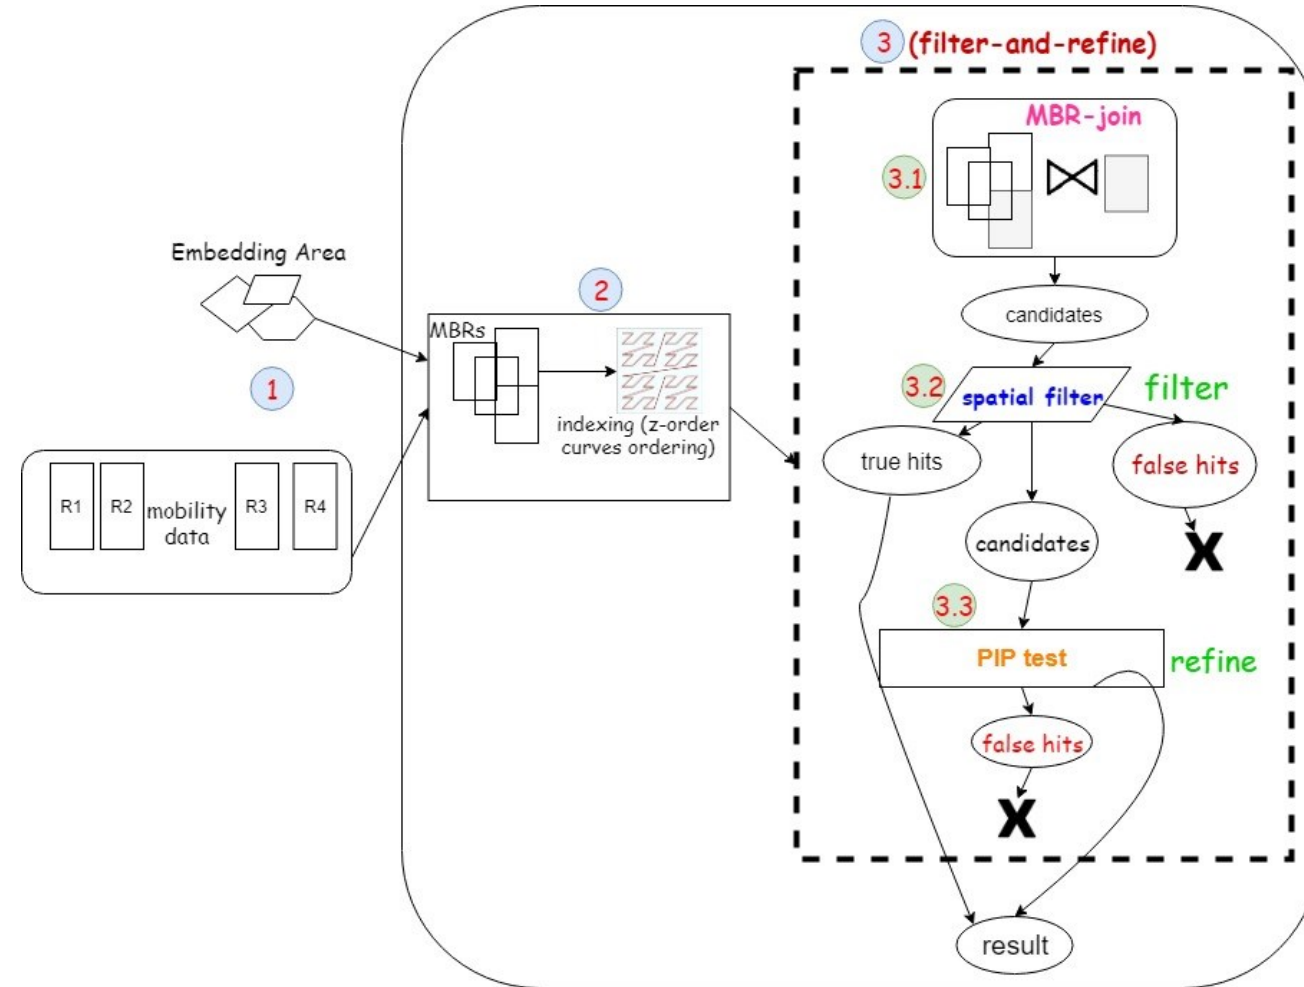 3 (filter-and-refine)
MBR-join
3.1
Embedding Area
2
candidates
MBRs
1
3.2
spatial filter
filter
indexing (z-order
curves ordering)
true hits
false hits
R1
R2
mobility
data
R3
R4
candidates
X
3.3
PIP test
refine
false hits
X
result